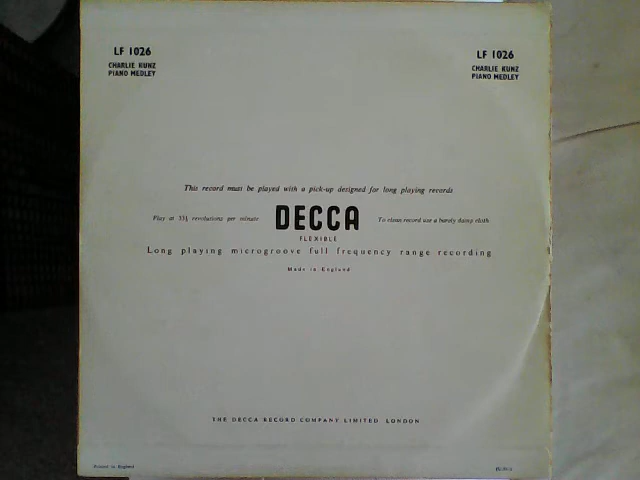 LF 1026
CHARLIE KUNZ
PIANO MEDLEY
LF 1026
CHARLIE KUNZ
PIANO MEDLEY
This record must be played with a pick-up designed for long playing records
Play at 33⅓ revolutions per minute
DECCA
To clean record use a barely damp cloth
FLEXIBLE
Long playing microgroove full frequency range recording
Made in England
THE DECCA RECORD COMPANY LIMITED LONDON
Printed in England